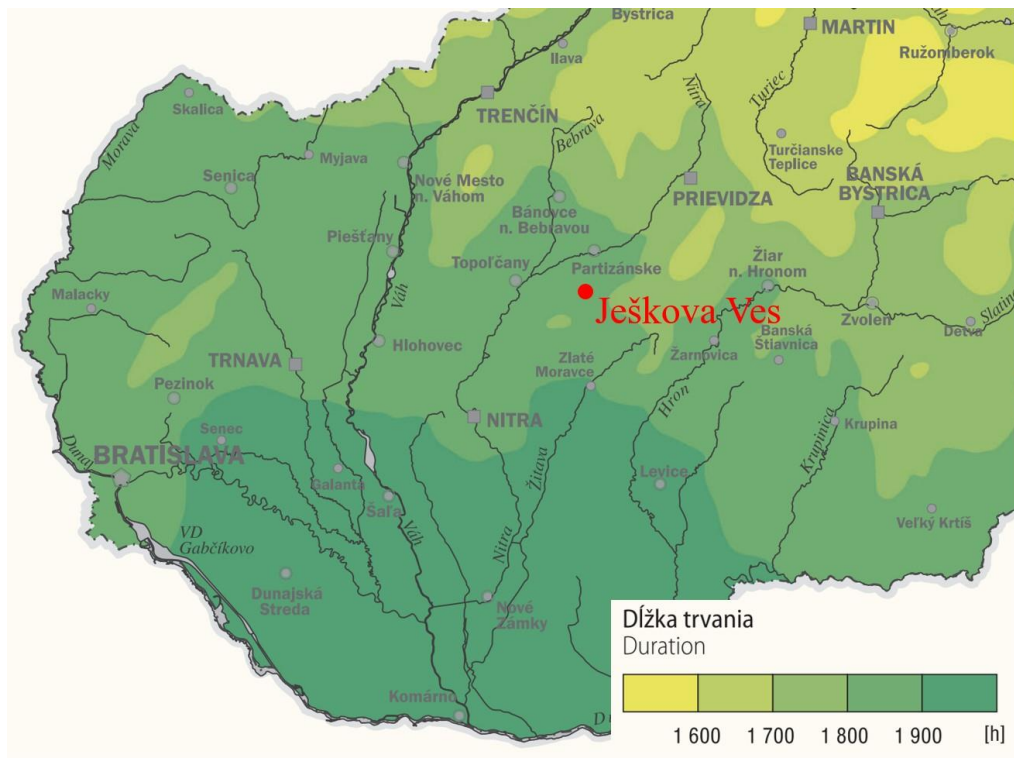 Bystrica
MARTIN
Ružomberok
Ilava
Nitra
Turiec
Skalica
TRENČÍN
Morava
Bebrava
Turčianske
Teplice
Myjava
Senica
Nové Mesto
n. Váhom
PRIEVIDZA
BANSKÁ
BYSTRICA
Bánovce
n. Bebravou
Piešťany
Topoľčany
Partizánske
Žiar
n. Hronom
Malacky
Váh
Ješkova Ves
Zvolen
Slatina
Detva
Hlohovec
Banská
Štiavnica
Žarnovica
TRNAVA
Zlaté
Moravce
Pezinok
Hron
NITRA
Krupina
Krupinica
Senec
Dunaj
BRATISLAVA
Galanta
Žitava
Levice
Šaľa
Veľký Krtíš
VD
Gabčíkovo
Váh
Nitra
Dunajská
Streda
Nové
Zámky
Komárno
D
Dĺžka trvania
Duration
1 600 1 700 1 800 1 900 [h]